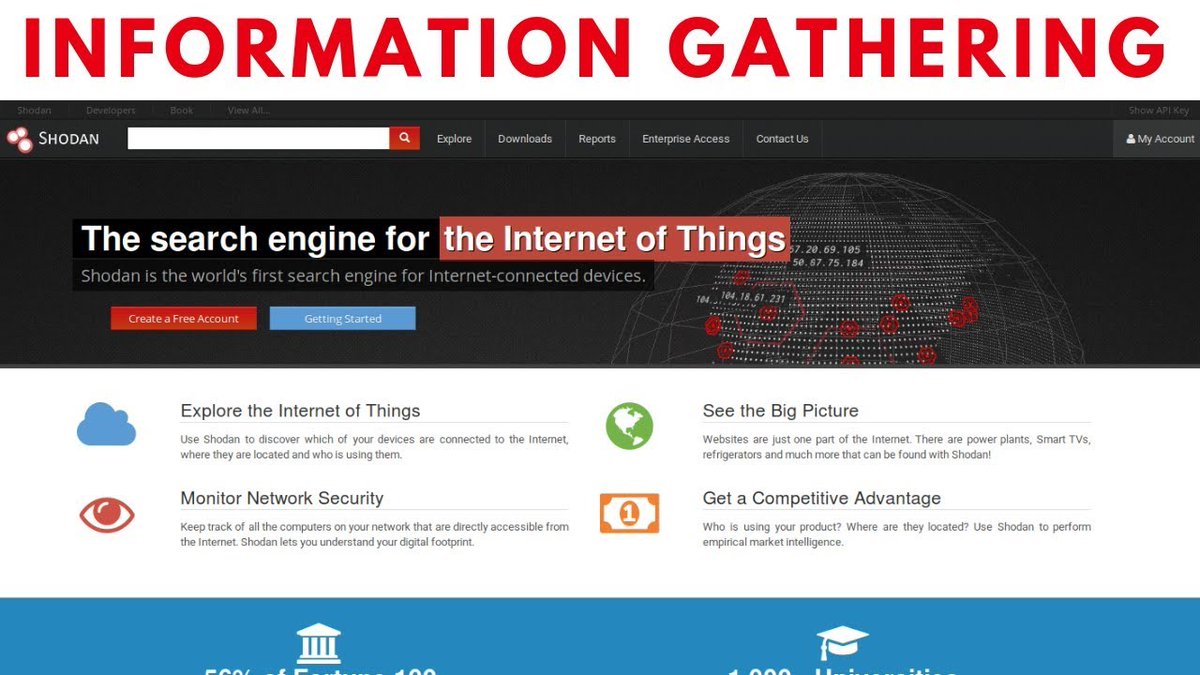 INFORMATION GATHERING
Shodan Developers Book View All... Show API Key
SHODAN Explore Downloads Reports Enterprise Access Contact Us My Account
The search engine for the Internet of Things
67.20.69.105
Shodan is the world's first search engine for Internet-connected devices.
50.67.75.184
104... 104.18.61.231
Create a Free Account Getting Started
Explore the Internet of Things
Use Shodan to discover which of your devices are connected to the Internet,
where they are located and who is using them.
See the Big Picture
Websites are just one part of the Internet. There are power plants, Smart TVs,
refrigerators and much more that can be found with Shodan!
Monitor Network Security
Keep track of all the computers on your network that are directly accessible from
the Internet. Shodan lets you understand your digital footprint.
1
Get a Competitive Advantage
Who is using your product? Where are they located? Use Shodan to perform
empirical market intelligence.
56% of Fortune 100
Universities